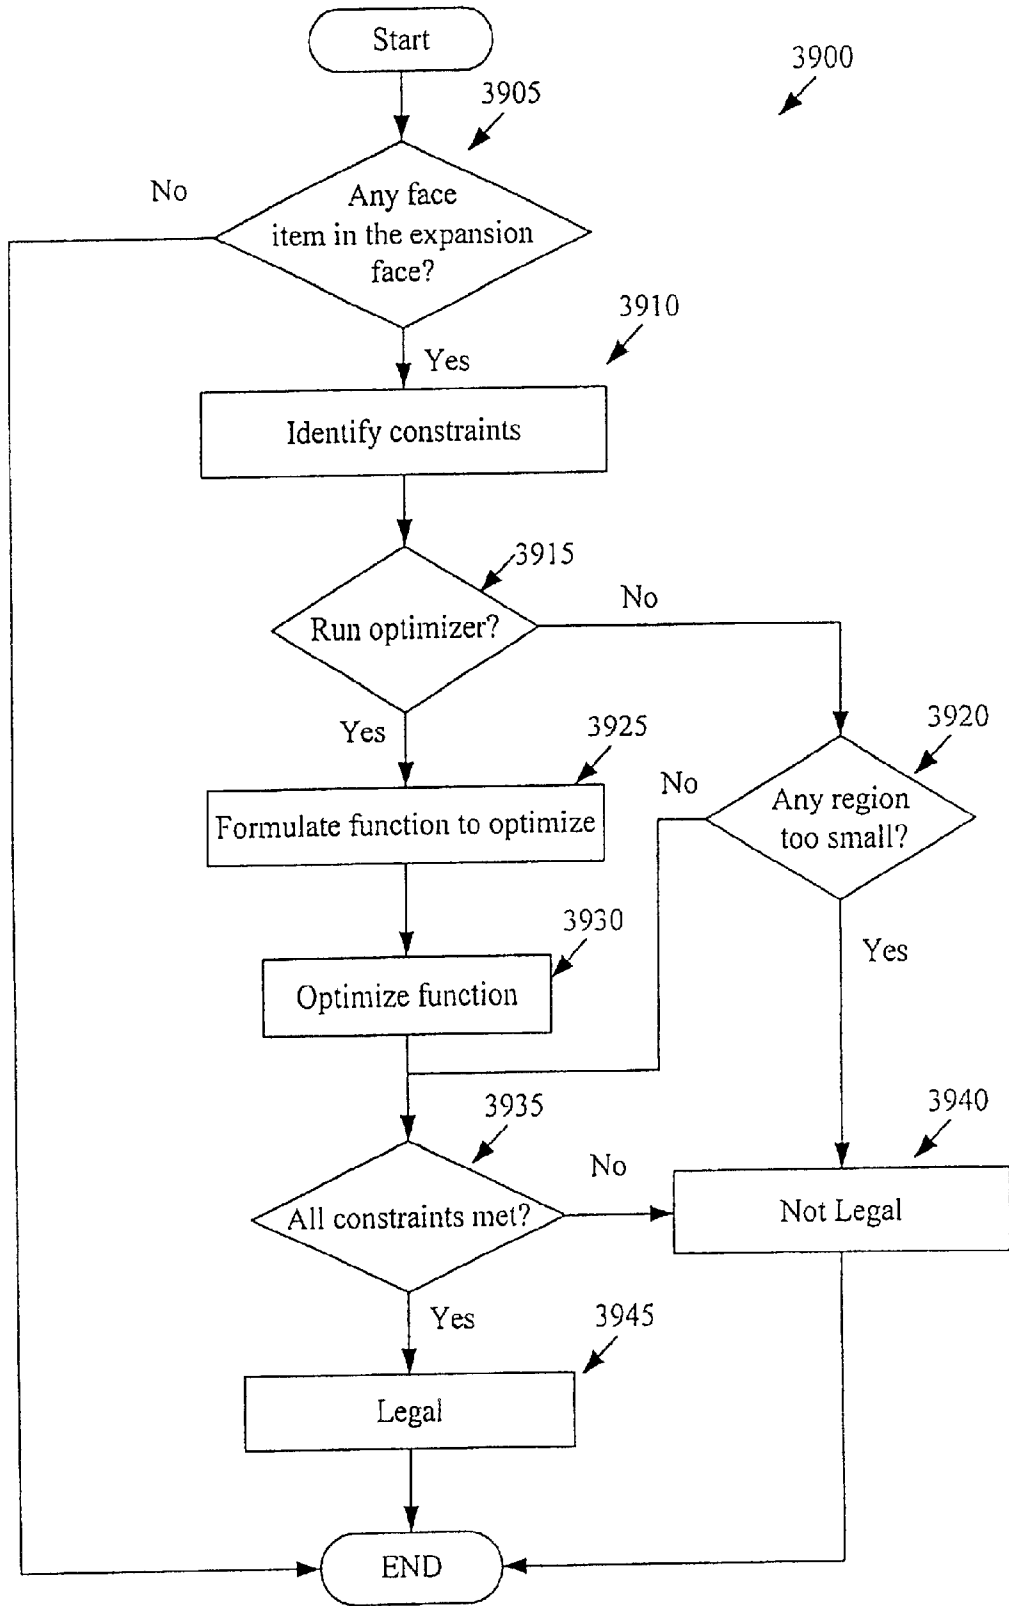 Start
3900
3905
No
Any face
item in the expansion
face?
3910
Yes
Identify constraints
3915
No
Run optimizer?
Yes
3925
3920
No
Any region
too small?
Formulate function to optimize
3930
Yes
Optimize function
3935
3940
No
All constraints met?
Not Legal
Yes
3945
Legal
END